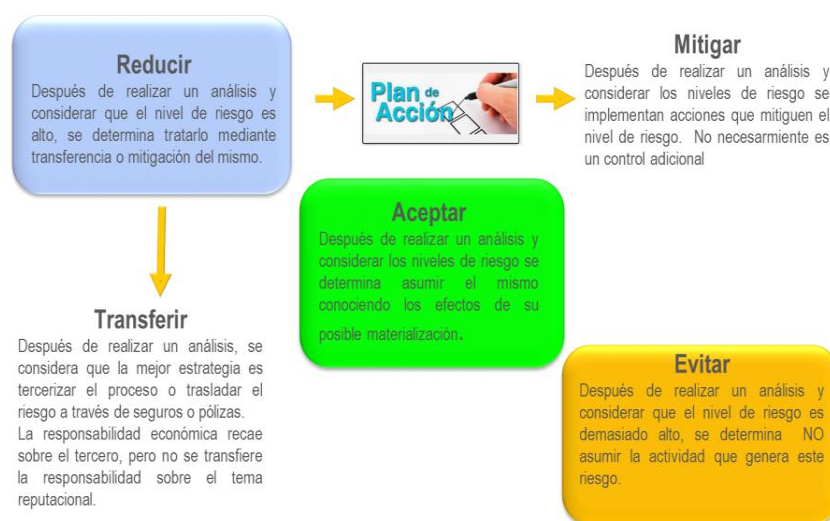 Reducir
Después de realizar un análisis y
considerar que el nivel de riesgo es
alto, se determina tratarlo mediante
transferencia o mitigación del mismo.
Plan de
Acción
Mitigar
Después de realizar un análisis y
considerar los niveles de riesgo se
implementan acciones que mitiguen el
nivel de riesgo. No necesarmiente es
un control adicional
Aceptar
Después de realizar un análisis y
considerar los niveles de riesgo se
determina asumir el mismo
conociendo los efectos de su
posible materialización.
Transferir
Después de realizar un análisis, se
considera que la mejor estrategia es
tercerizar el proceso o trasladar el
riesgo a través de seguros o pólizas.
La responsabilidad económica recae
sobre el tercero, pero no se transfiere
la responsabilidad sobre el tema
reputacional.
Evitar
Después de realizar un análisis y
considerar que el nivel de riesgo es
demasiado alto, se determina NO
asumir la actividad que genera este
riesgo.